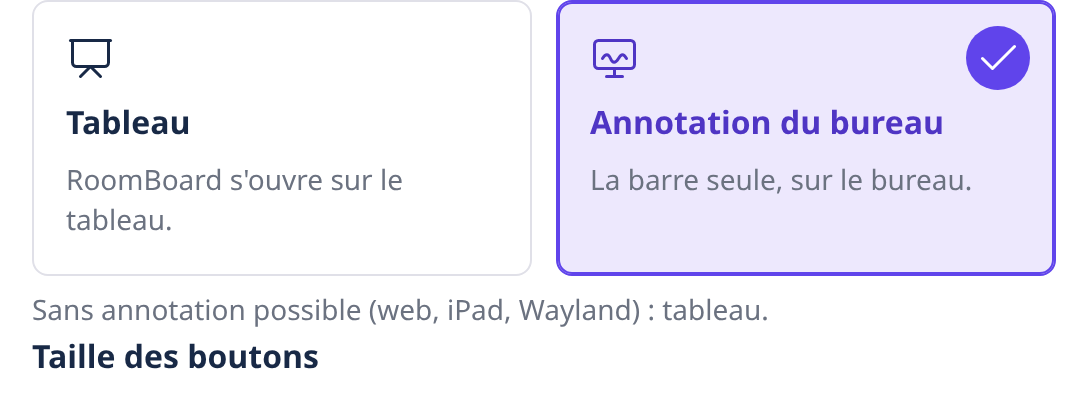 Tableau
RoomBoard s'ouvre sur le
tableau.
Annotation du bureau
La barre seule, sur le bureau.
Sans annotation possible (web, iPad, Wayland) : tableau.
Taille des boutons